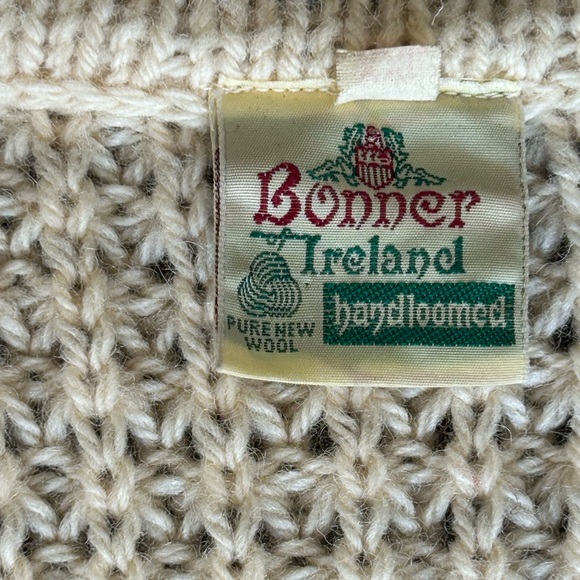 Bonner
of Ireland
handloomed
PURE NEW
WOOL